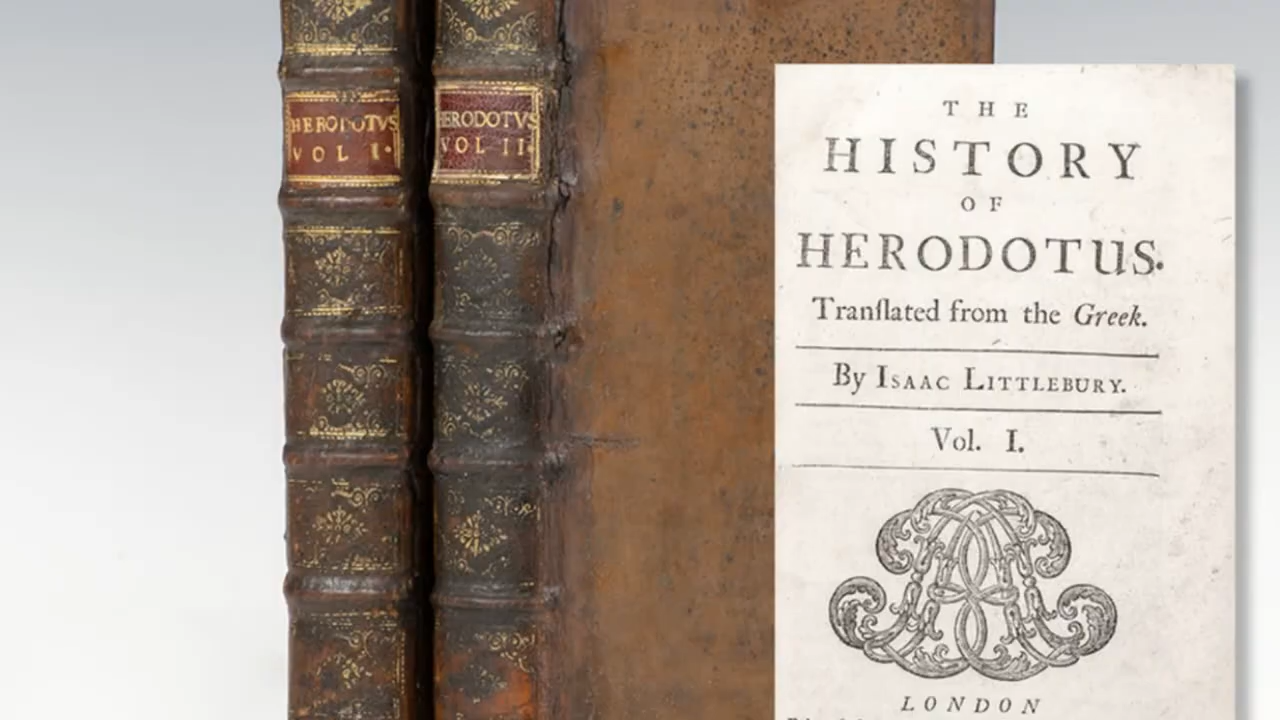 HERODOTVS
VOL I.
HERODOTVS
VOL II.
THE
HISTORY
OF
HERODOTUS.
Tranſlated from the Greek.
By ISAAC LITTLEBURY.
Vol. I.
LONDON